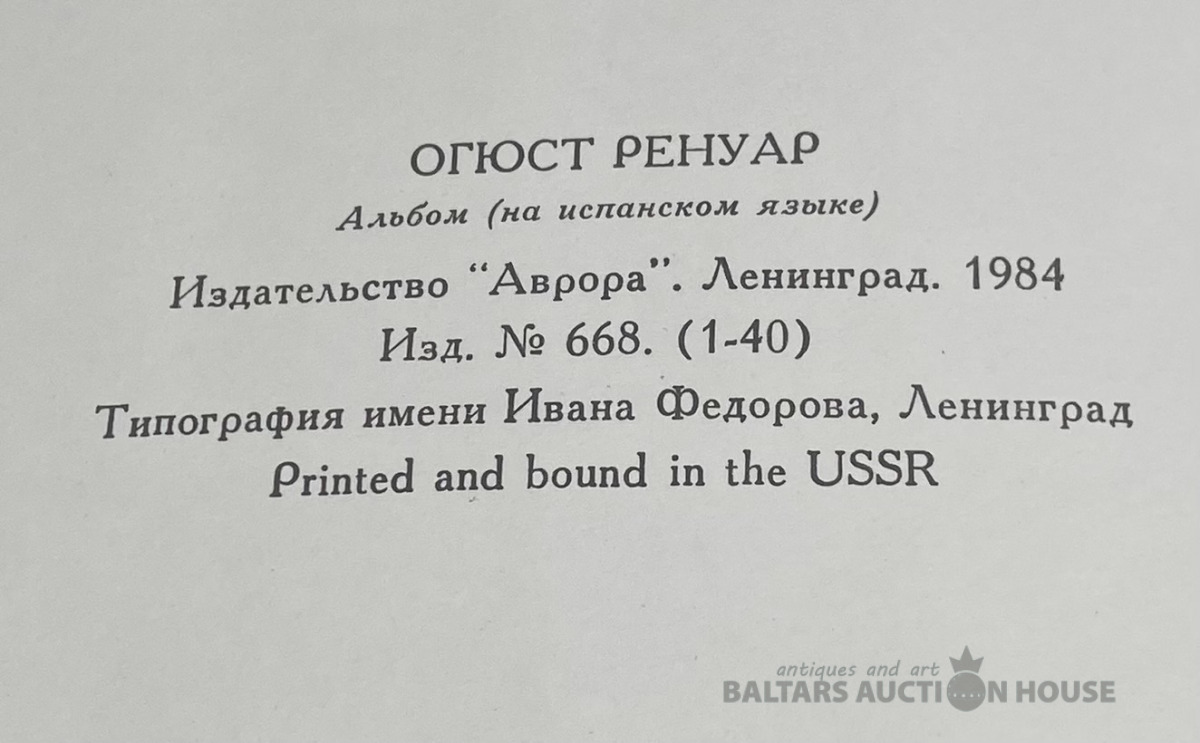 ОГЮСТ РЕНУАР
Альбом (на испанском языке)
Издательство “Аврора”. Ленинград. 1984
Изд. № 668. (1-40)
Типография имени Ивана Федорова, Ленинград
Printed and bound in the USSR
antiques and art
BALTARS AUCTION HOUSE